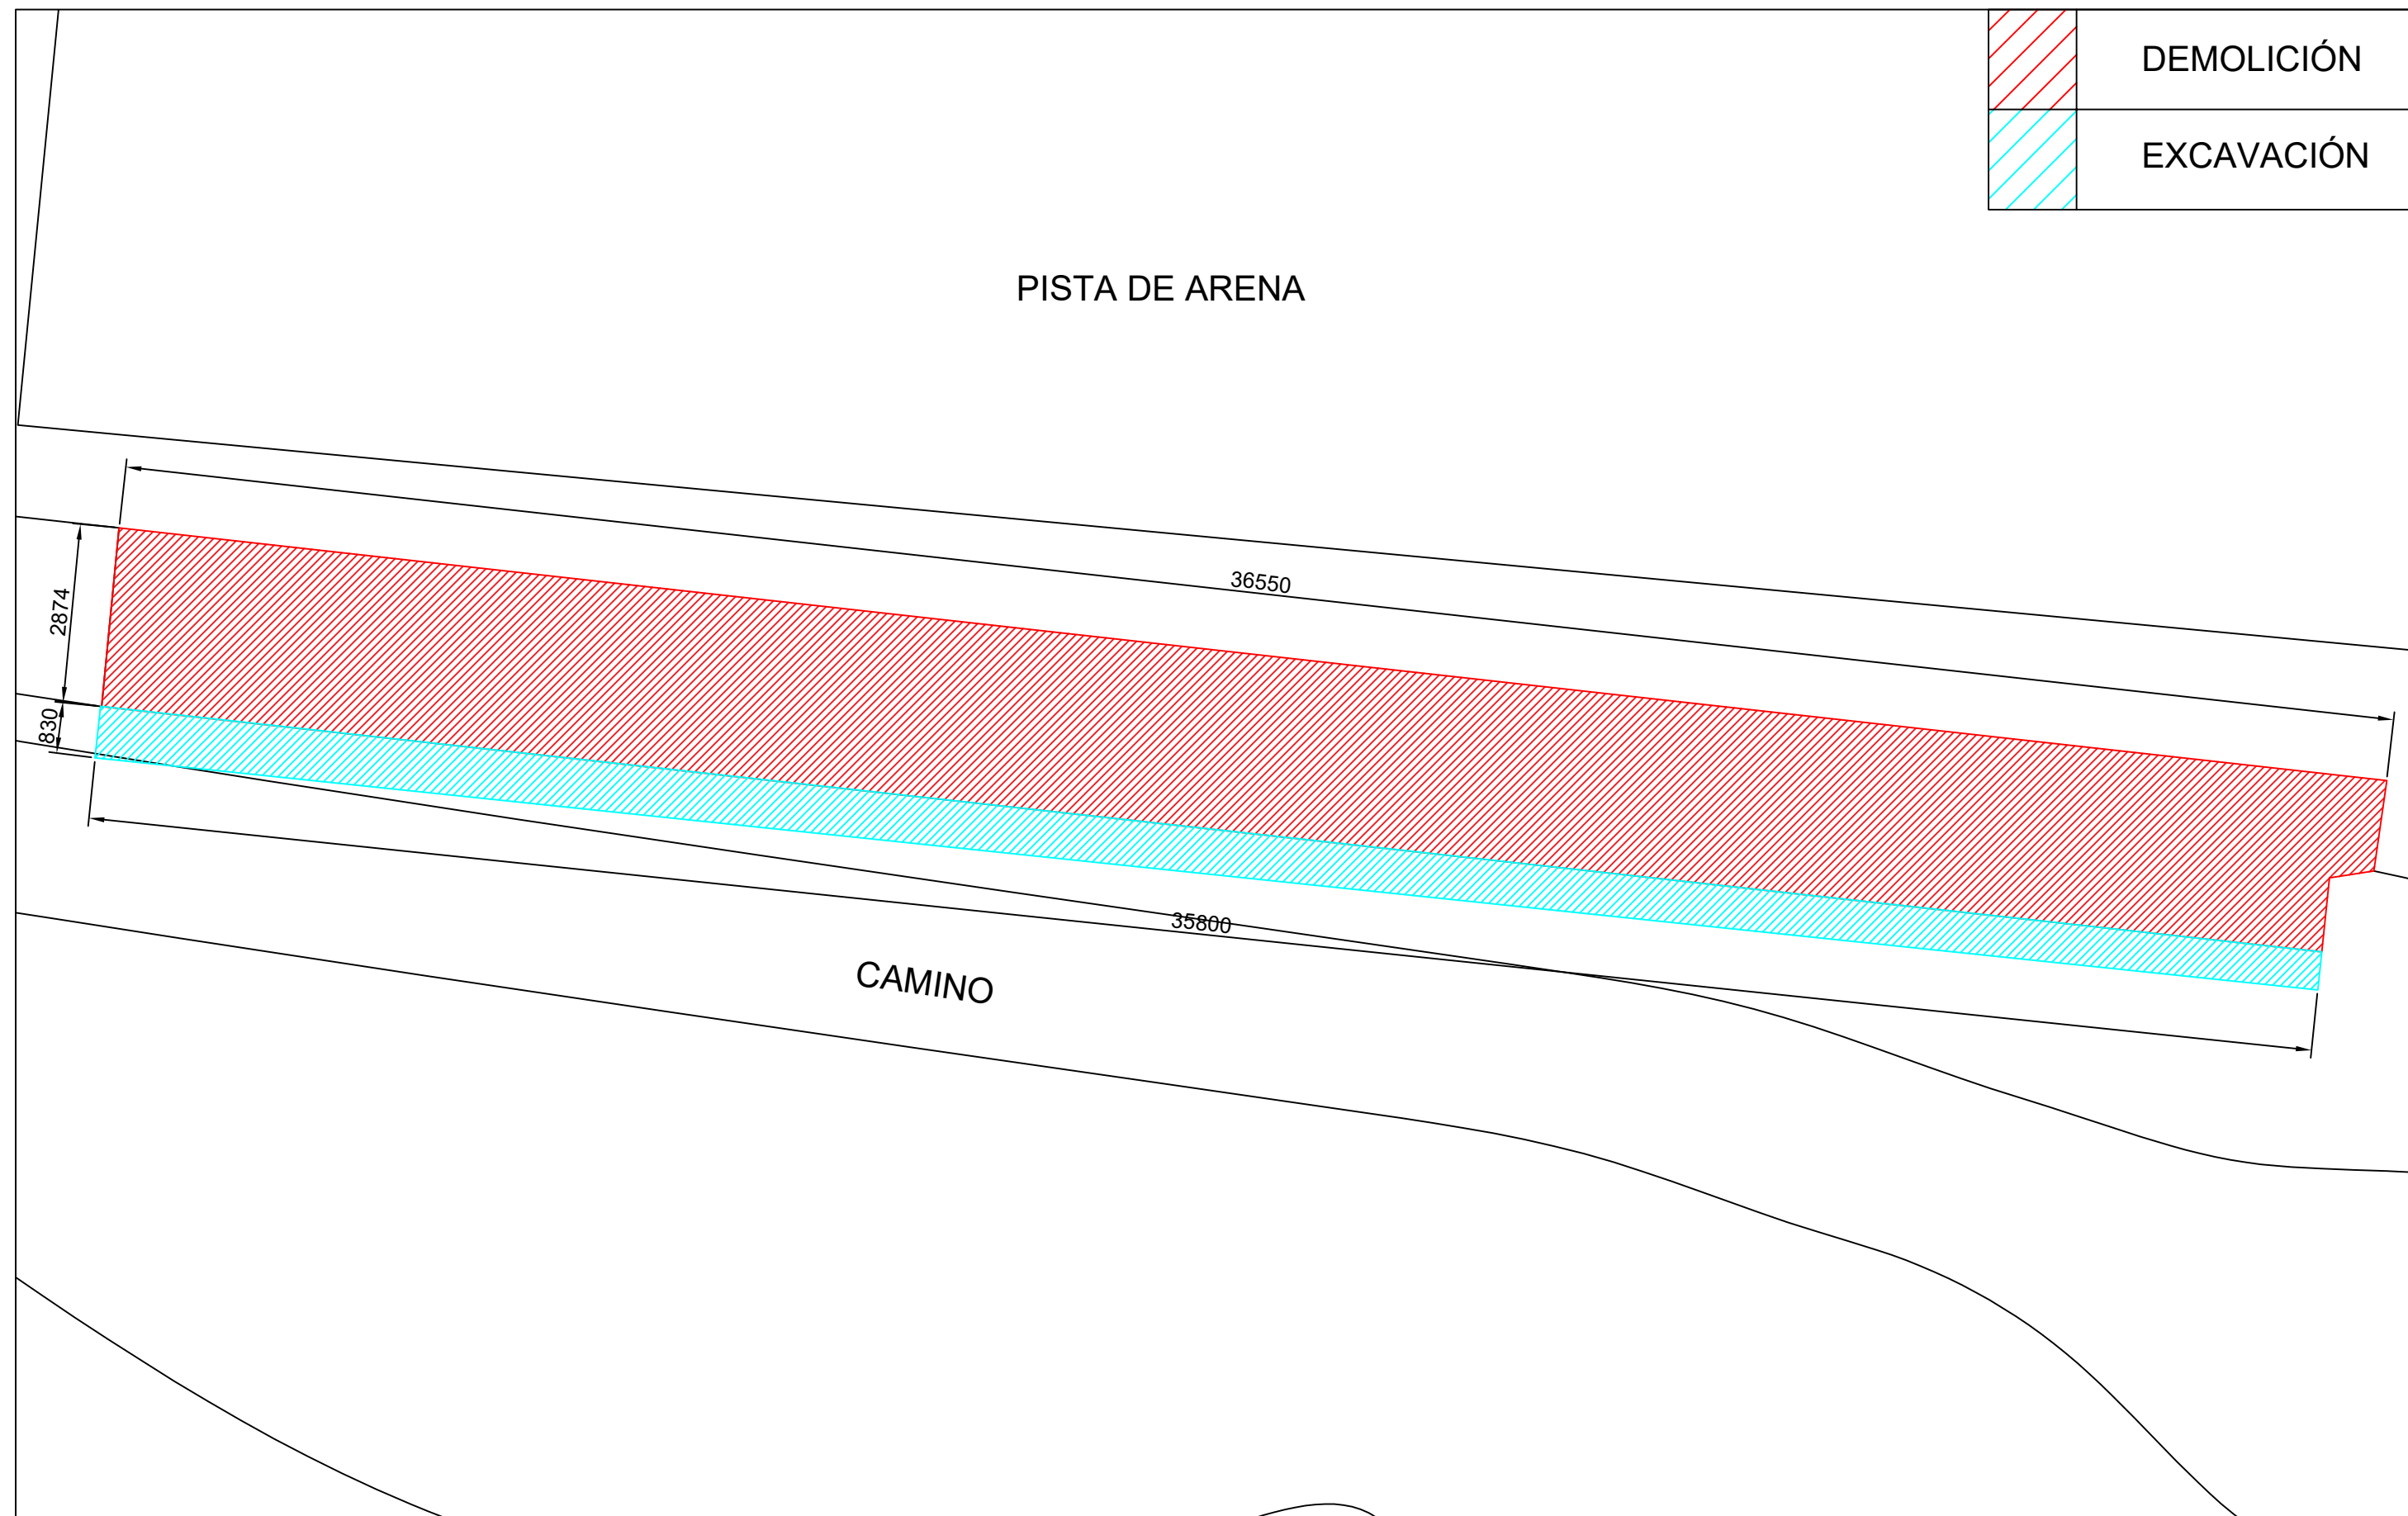 DEMOLICIÓN
EXCAVACIÓN
PISTA DE ARENA
36550
2874
830
35800
CAMINO